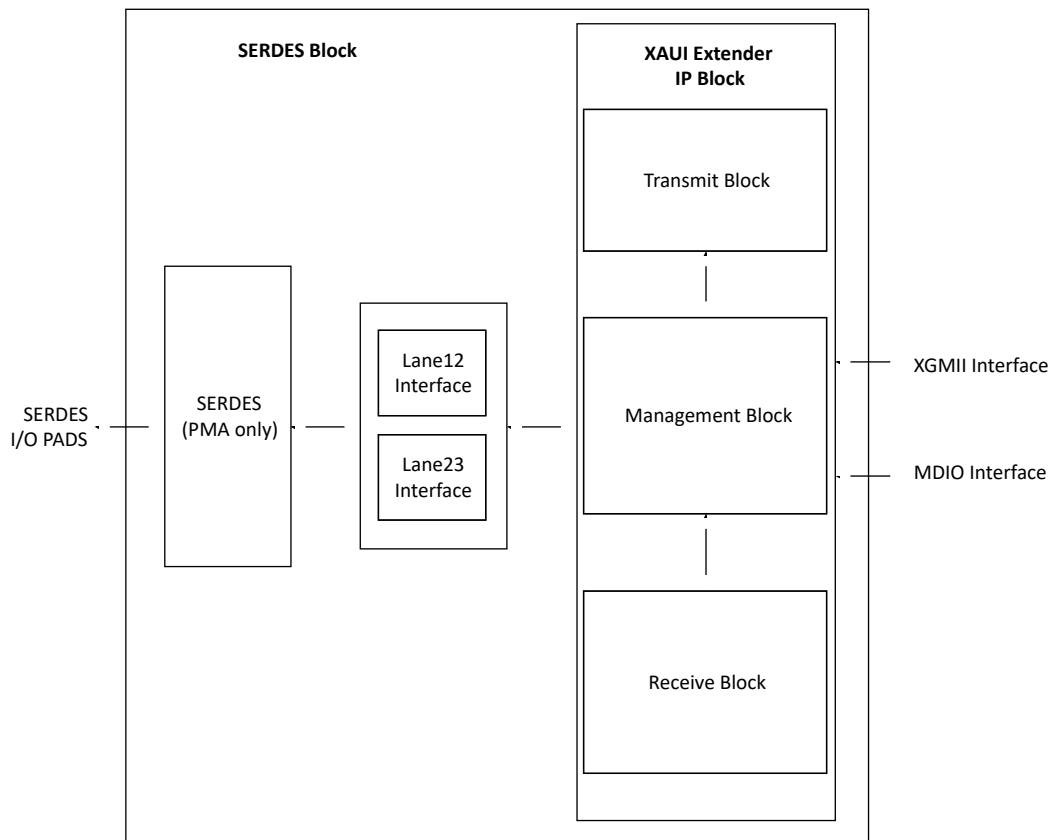 SERDES Block
XAUI Extender
IP Block
Transmit Block
Lane12
Interface
XGMII Interface
SERDES
I/O PADS
SERDES
(PMA only)
Management Block
Lane23
Interface
MDIO Interface
Receive Block